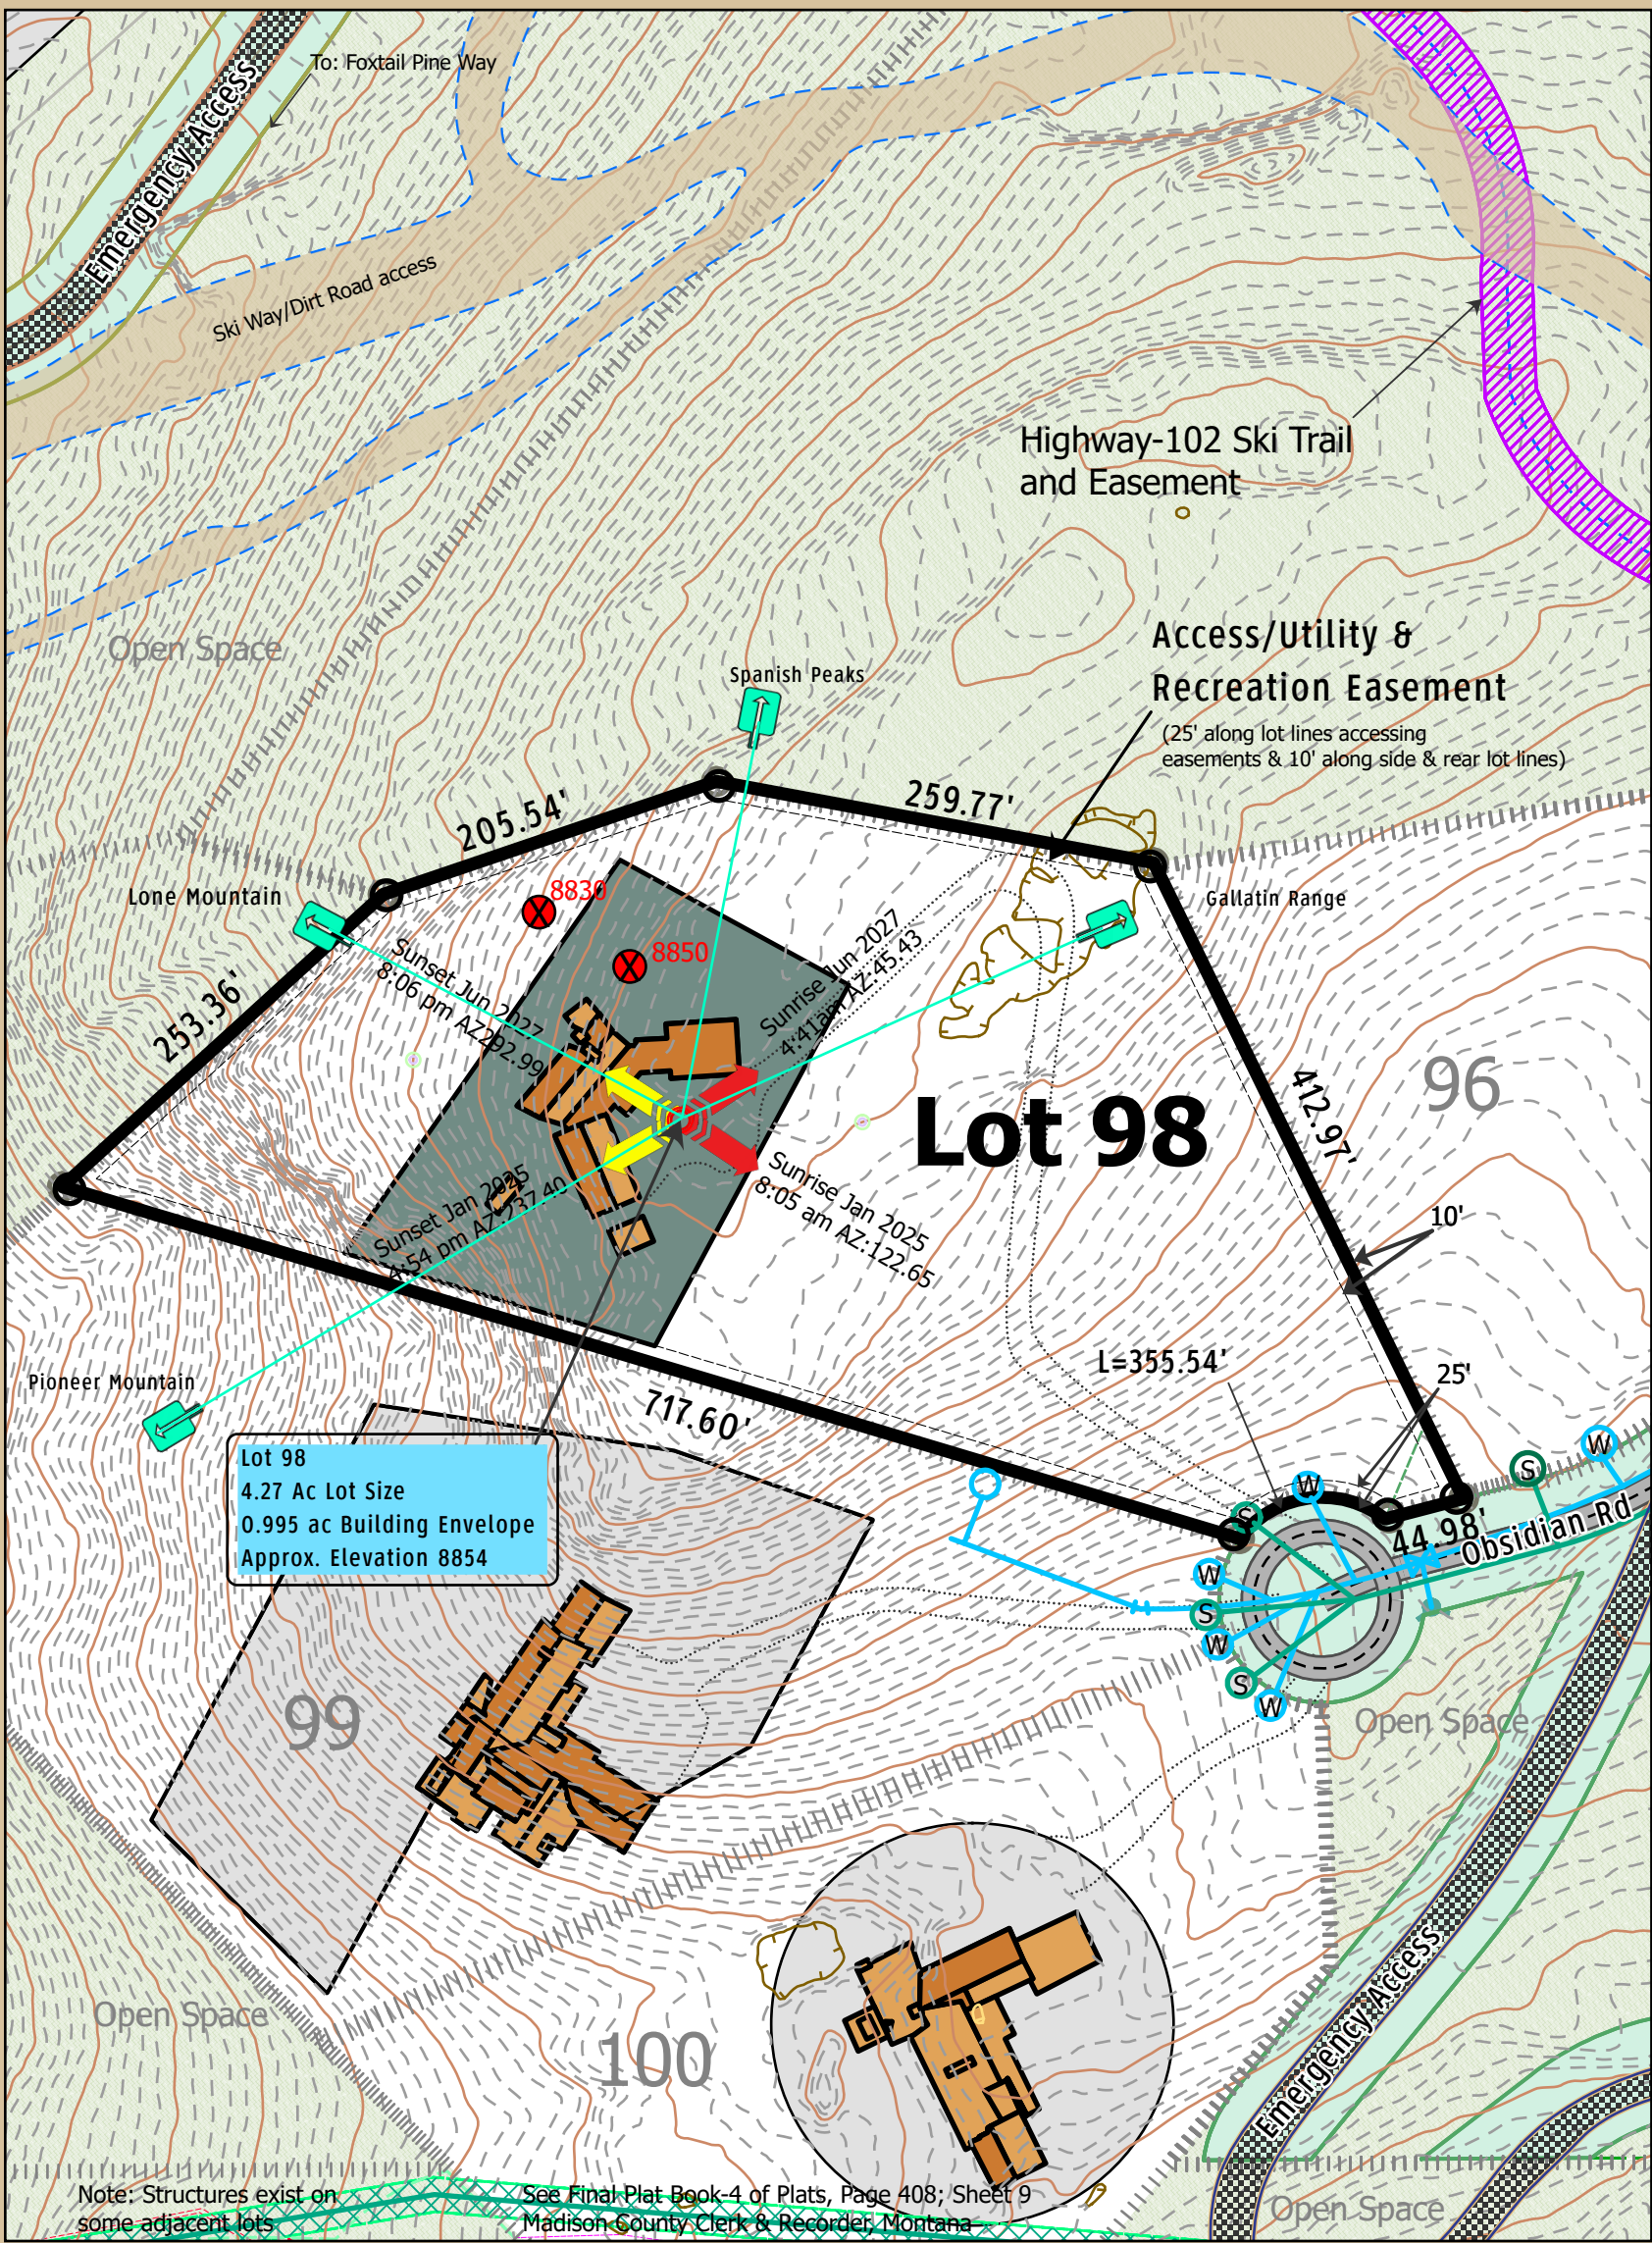 To: Foxtail Pine Way
Emergency Access
Ski Way/Dirt Road access
Highway-102 Ski Trail
and Easement
Open Space
Access/Utility &
Recreation Easement
(25' along lot lines accessing
easements & 10' along side & rear lot lines)
Spanish Peaks
259.77'
205.54'
Lone Mountain
Gallatin Range
8830
8850
Sunset Jun 2027
8:06 pm AZ292.99
Sunrise Jun 2027
4:41am AZ:45.43
253.36'
Lot 98
412.97'
96
Sunset Jan 2025
4:54 pm AZ:237.40
Sunrise Jan 2025
8:05 am AZ:122.65
10'
L=355.54'
25'
Pioneer Mountain
717.60'
Lot 98
4.27 Ac Lot Size
0.995 ac Building Envelope
Approx. Elevation 8854
W
S
W
S
44.98'
Obsidian Rd
W
S
W
S
W
99
Open Space
Emergency Access
Open Space
100
Note: Structures exist on
some adjacent lots
See Final Plat Book-4 of Plats, Page 408; Sheet 9
Madison County Clerk & Recorder, Montana
Open Space